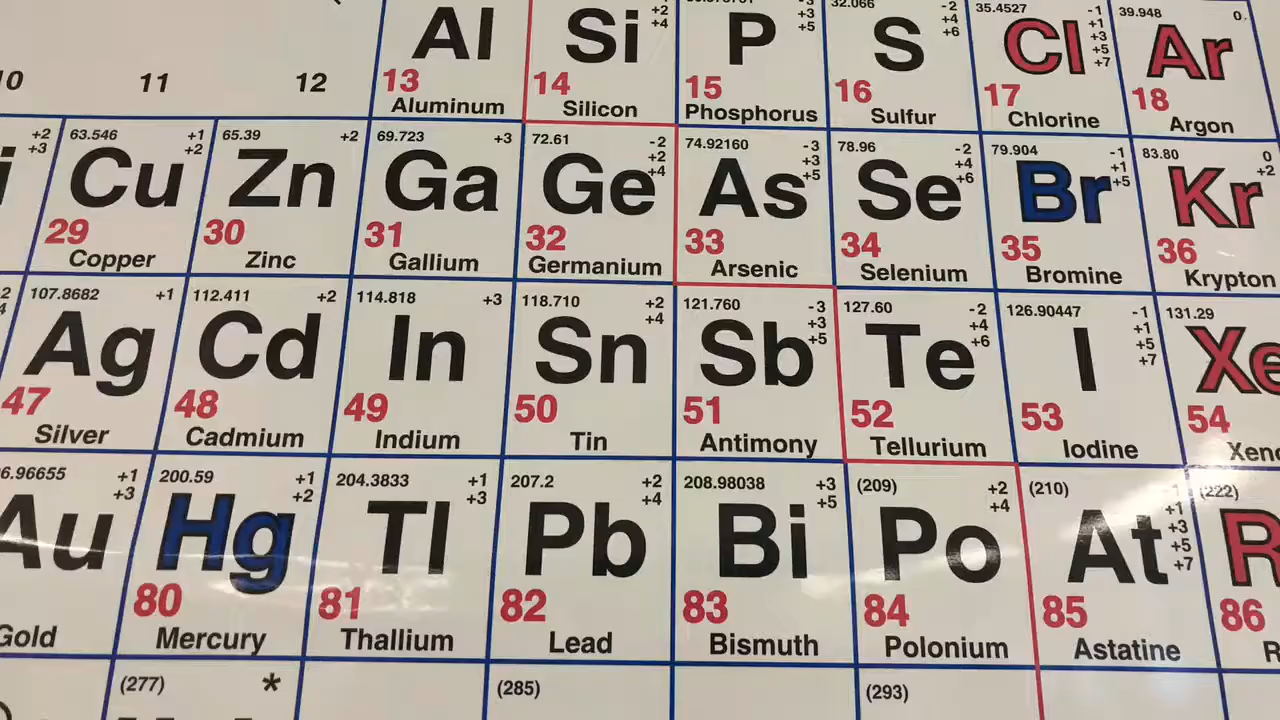 Al Si +2 P +3 32.066 S -2 35.4527 Cl -1 39.948 Ar 0
+4 +5 +4 +1
+6 +3
+5
+7
10 11 12 13 14 15 16 17 18
Aluminum Silicon Phosphorus Sulfur Chlorine Argon
+2 63.546 +1 65.39 +2 69.723 +3 72.61 -2 74.92160 -3 78.96 -2 79.904 -1 83.80 0
+3 +2 +2 +3 +4 +1 +2
+4 +5 +6 +5
Cu Zn Ga Ge As Se Br Kr
29 30 31 32 33 34 35 36
Copper Zinc Gallium Germanium Arsenic Selenium Bromine Krypton
2 107.8682 +1 112.411 +2 114.818 +3 118.710 +2 121.760 -3 127.60 -2 126.90447 -1 131.29
4 +4 +3 +4 +1
+5 +6 +5
+7
Ag Cd In Sn Sb Te I Xe
47 48 49 50 51 52 53 54
Silver Cadmium Indium Tin Antimony Tellurium Iodine Xeno
6.96655 +1 200.59 +1 204.3833 +1 207.2 +2 208.98038 +3 (209) +2 (210) (222)
+3 +2 +3 +4 +5 +4 +1
+3
+5
+7
Au Hg Tl Pb Bi Po At R
80 81 82 83 84 85 86
Gold Mercury Thallium Lead Bismuth Polonium Astatine R
(277) * (285) (293)